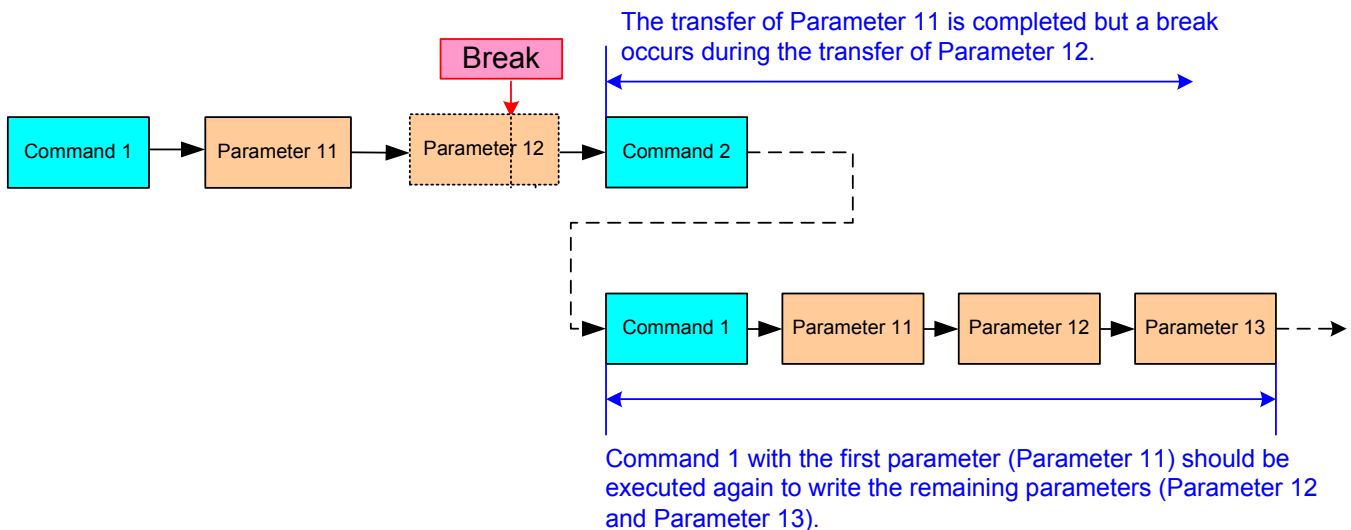 The transfer of Parameter 11 is completed but a break
occurs during the transfer of Parameter 12.
Break
Command 1
Parameter 11
Parameter 12
Command 2
Command 1
Parameter 11
Parameter 12
Parameter 13
Command 1 with the first parameter (Parameter 11) should be
executed again to write the remaining parameters (Parameter 12
and Parameter 13).